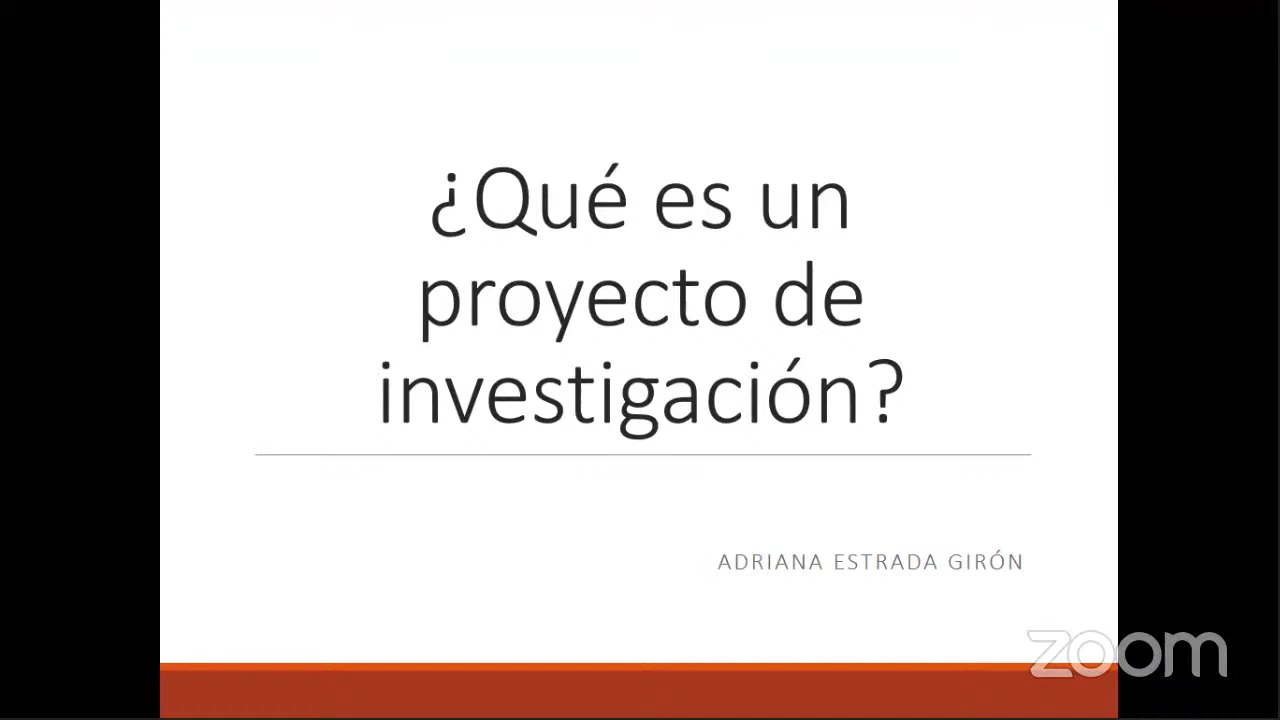 ¿Qué es un
proyecto de
investigación?
ADRIANA ESTRADA GIRÓN
zoom